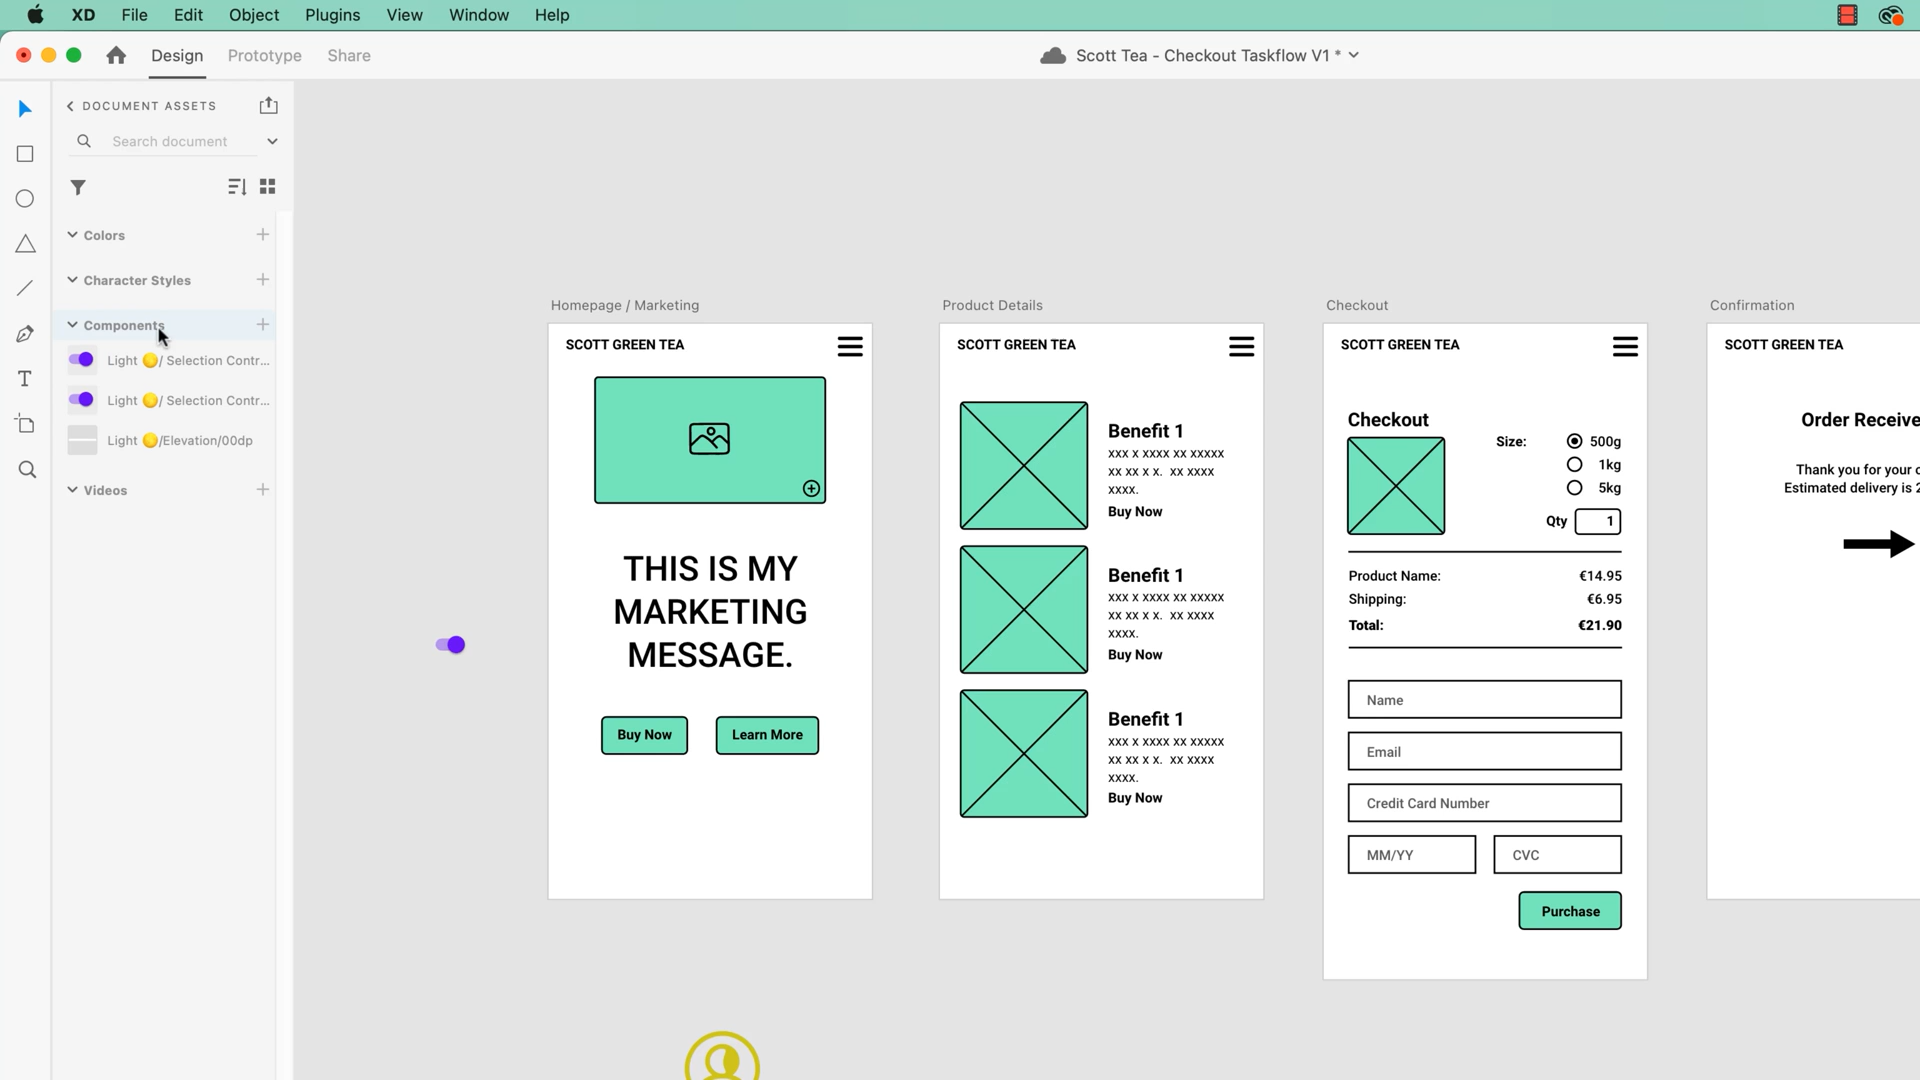 XD File Edit Object Plugins View Window Help
Design Prototype Share
Scott Tea - Checkout Taskflow V1 *
DOCUMENT ASSETS
Search document
Colors
Character Styles
Components
Light / Selection Contr...
Light / Selection Contr...
Light /Elevation/00dp
Videos
Homepage / Marketing
SCOTT GREEN TEA
THIS IS MY
MARKETING
MESSAGE.
Buy Now Learn More
Product Details
SCOTT GREEN TEA
Benefit 1
xxx x xxxx xx xxxxx
xx xx x x. xx xxxx
xxxx.
Buy Now
Benefit 1
xxx x xxxx xx xxxxx
xx xx x x. xx xxxx
xxxx.
Buy Now
Benefit 1
xxx x xxxx xx xxxxx
xx xx x x. xx xxxx
xxxx.
Buy Now
Checkout
SCOTT GREEN TEA
Checkout
Size: 500g
1kg
5kg
Qty 1
Product Name: €14.95
Shipping: €6.95
Total: €21.90
Name
Email
Credit Card Number
MM/YY CVC
Purchase
Confirmation
SCOTT GREEN TEA
Order Receive
Thank you for your
Estimated delivery is